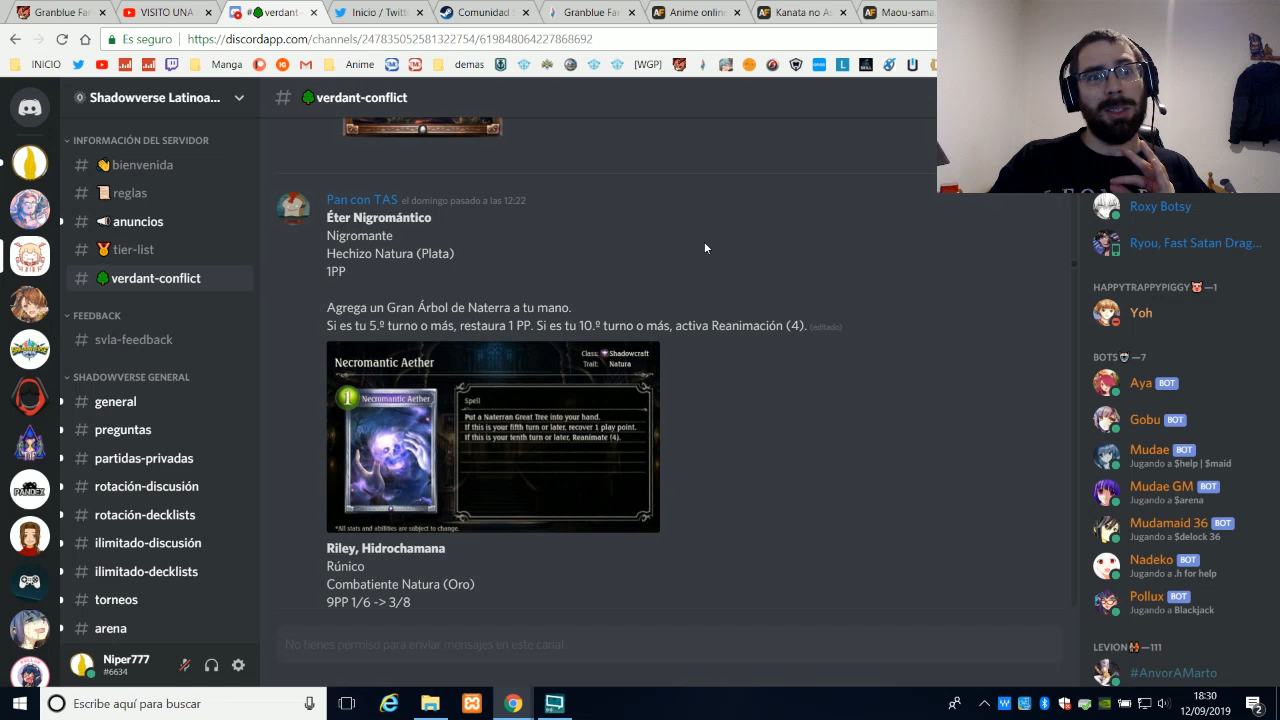 Granblue Fan
VISITO UNA
#verdant-
Inicio / Twitt
Comunidad
Granblue Fan
Anime online
Kanata no As
Maou-sama,
Es seguro
https://discordapp.com/channels/247835052581322754/619848064227868692
INICIO
Manga
Anime
demas
[WGP]
Shadowverse Latinoa...
verdant-conflict
INFORMACIÓN DEL SERVIDOR
bienvenida
reglas
anuncios
tier-list
verdant-conflict
FEEDBACK
svla-feedback
SHADOWVERSE GENERAL
general
preguntas
partidas-privadas
rotación-discusión
rotación-decklists
ilimitado-discusión
ilimitado-decklists
torneos
arena
Niper777
#6634
Pan con TAS el domingo pasado a las 12:22
Éter Nigromántico
Nigromante
Hechizo Natura (Plata)
1PP
Agrega un Gran Árbol de Naterra a tu mano.
Si es tu 5.º turno o más, restaura 1 PP. Si es tu 10.º turno o más, activa Reanimación (4). (editado)
Necromantic Aether
Class: Shadowcraft
Trait: Natura
1 Necromantic Aether
Spell
Put a Naterran Great Tree into your hand.
If this is your fifth turn or later, recover 1 play point.
If this is your tenth turn or later, Reanimate (4).
*All stats and abilities are subject to change.
Riley, Hidrochamana
Rúnico
Combatiente Natura (Oro)
9PP 1/6 -> 3/8
No tienes permiso para enviar mensajes en este canal.
Roxy Botsy
Ryou, Fast Satan Drag...
HAPPYTRAPPYPIGGY—1
Yoh
BOTS—7
Aya BOT
Gobu BOT
Mudae BOT
Jugando a $help | $maid
Mudae GM BOT
Jugando a $arena
Mudamaid 36 BOT
Jugando a $delock 36
Nadeko BOT
Jugando a .h for help
Pollux BOT
Jugando a Blackjack
LEVION—111
#AnvorAMarto
PANDEX
Escribe aquí para buscar
18:30
12/09/2019
2